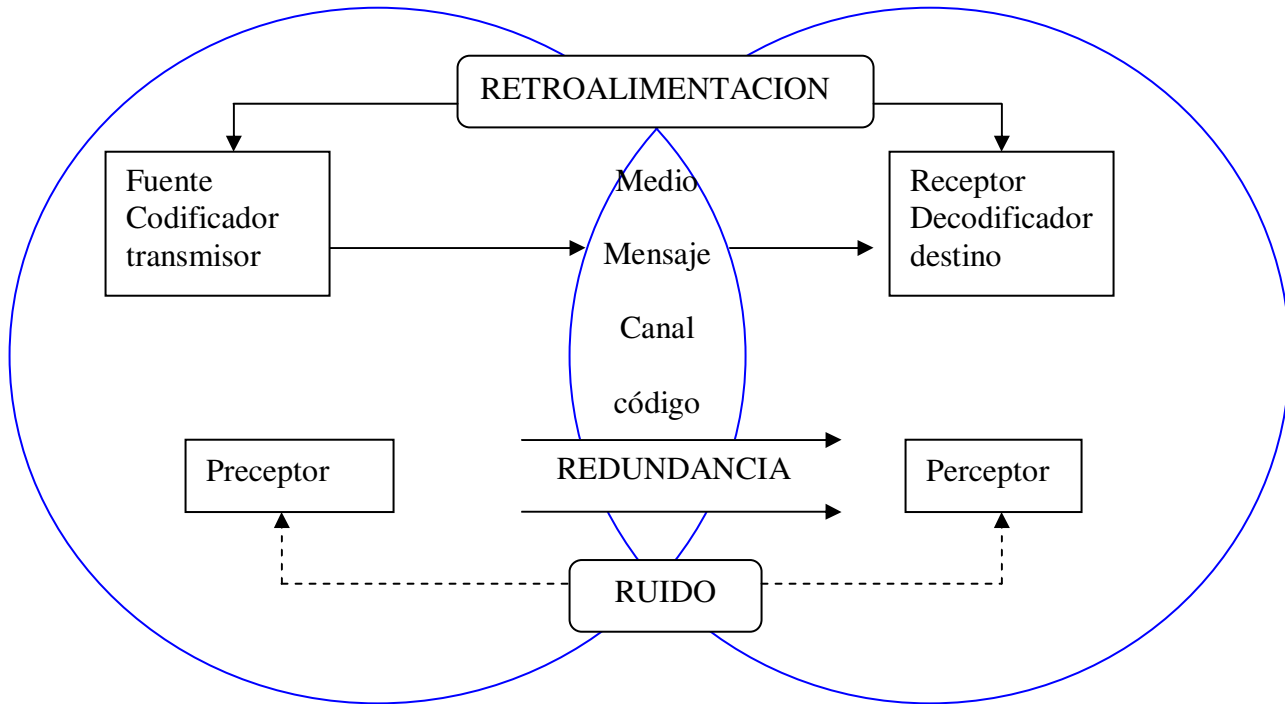 RETROALIMENTACION
Fuente
Codificador
transmisor
Medio
Mensaje
Canal
código
Receptor
Decodificador
destino
Preceptor
REDUNDANCIA
Perceptor
RUIDO